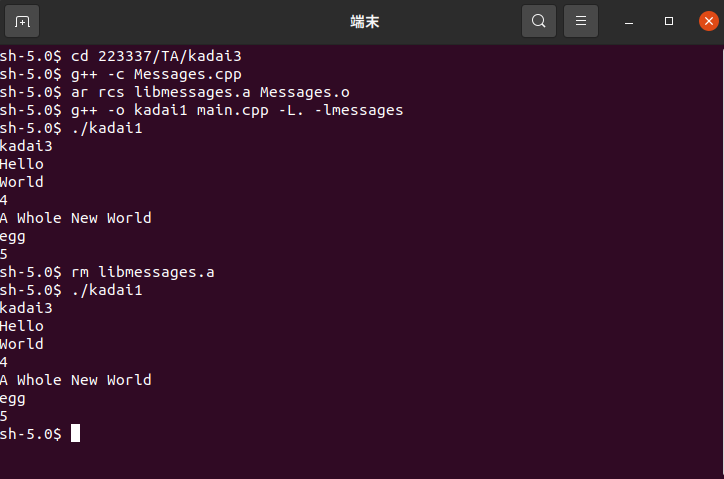 端末
sh-5.0$ cd 223337/TA/kadai3
sh-5.0$ g++ -c Messages.cpp
sh-5.0$ ar rcs libmessages.a Messages.o
sh-5.0$ g++ -o kadai1 main.cpp -L. -lmessages
sh-5.0$ ./kadai1
kadai3
Hello
World
4
A Whole New World
egg
5
sh-5.0$ rm libmessages.a
sh-5.0$ ./kadai1
kadai3
Hello
World
4
A Whole New World
egg
5
sh-5.0$